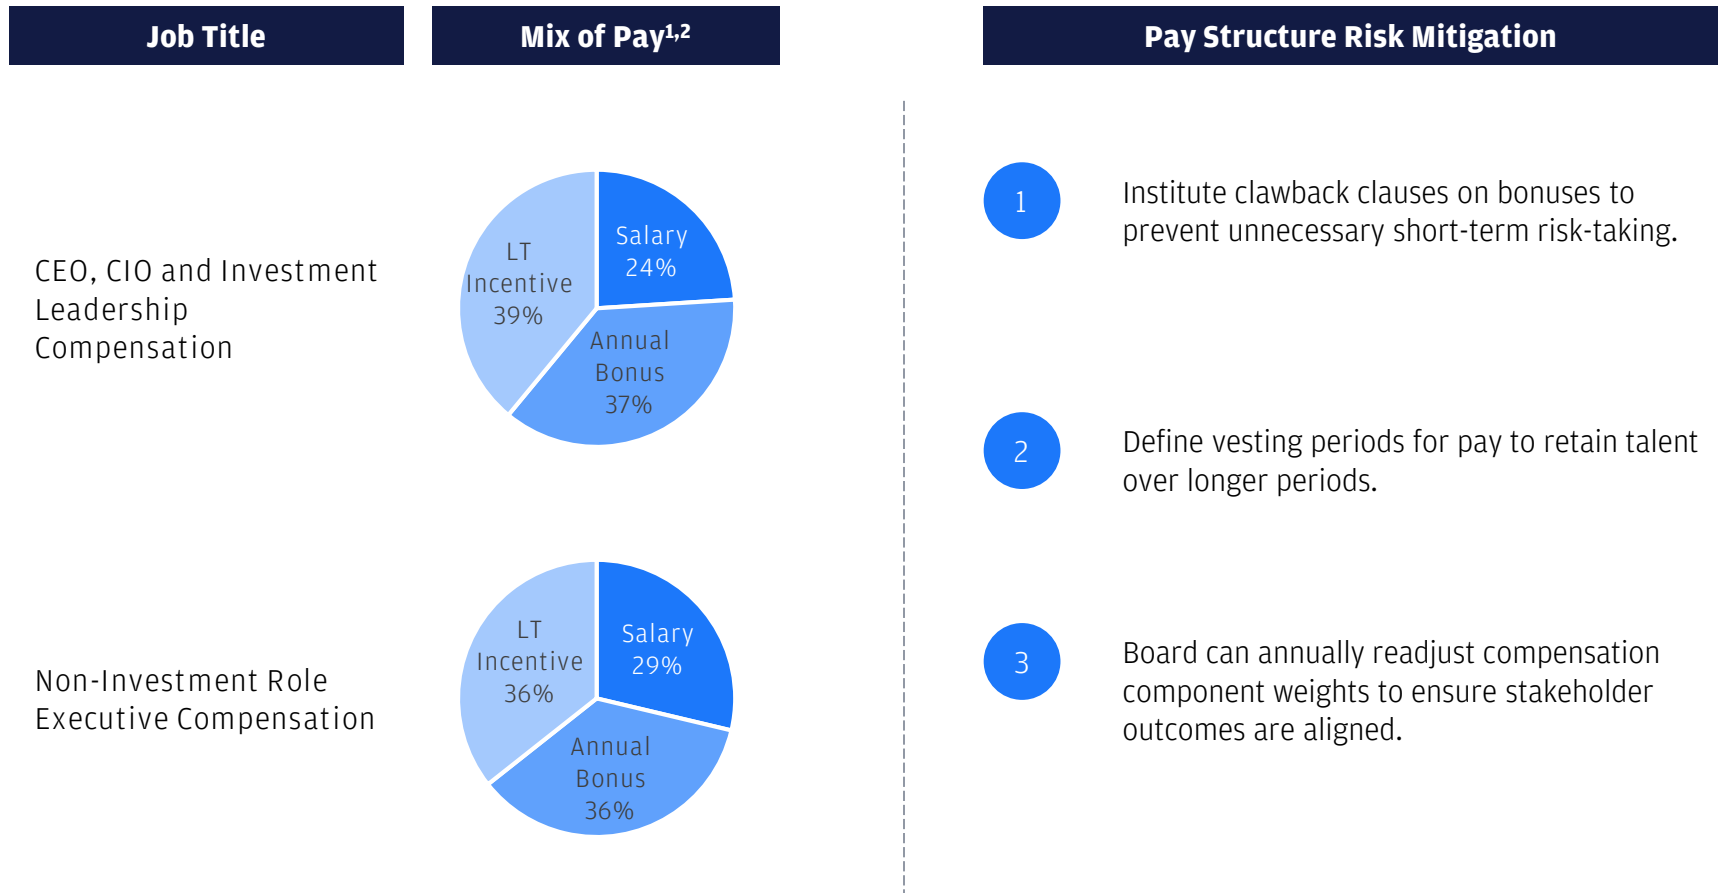 Job Title
Mix of Pay¹,²
CEO, CIO and Investment
Leadership
Compensation
LT
Incentive
39%
Salary
24%
Annual
Bonus
37%
Non-Investment Role
Executive Compensation
LT
Incentive
36%
Salary
29%
Annual
Bonus
36%
Pay Structure Risk Mitigation
1
Institute clawback clauses on bonuses to
prevent unnecessary short-term risk-taking.
2
Define vesting periods for pay to retain talent
over longer periods.
3
Board can annually readjust compensation
component weights to ensure stakeholder
outcomes are aligned.